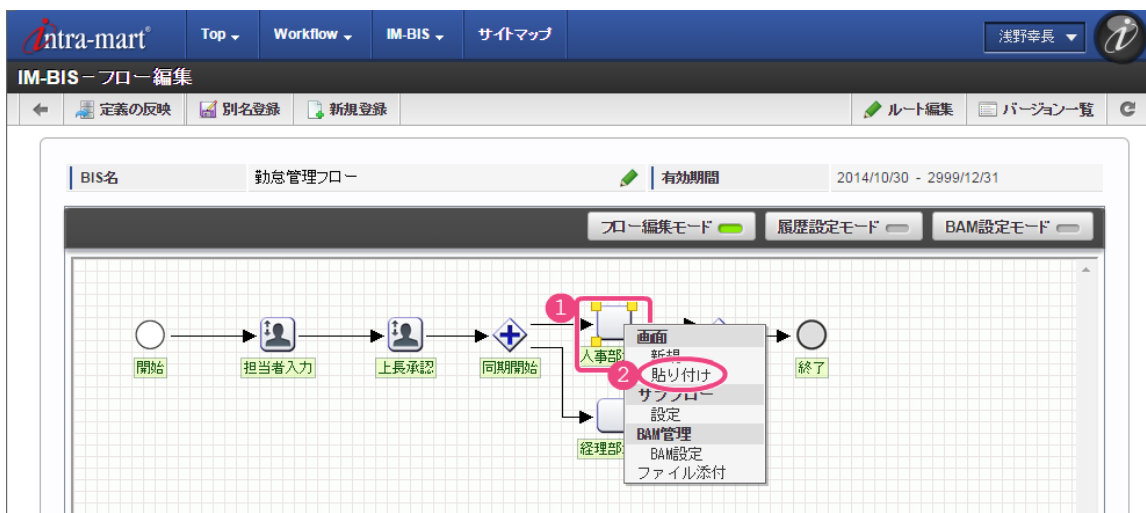 intra-mart® Top Workflow IM-BIS サイトマップ 浅野幸長
IM-BIS－フロー編集
定義の反映 別名登録 新規登録 ルート編集 バージョン一覧
BIS名 勤怠管理フロー 有効期間 2014/10/30 - 2999/12/31
フロー編集モード 履歴設定モード BAM設定モード
1
開始 担当者入力 上長承認 同期開始 人事部 終了
経理部
画面
新規
2 貼り付け
サブフロー
設定
BAM管理
BAM設定
ファイル添付